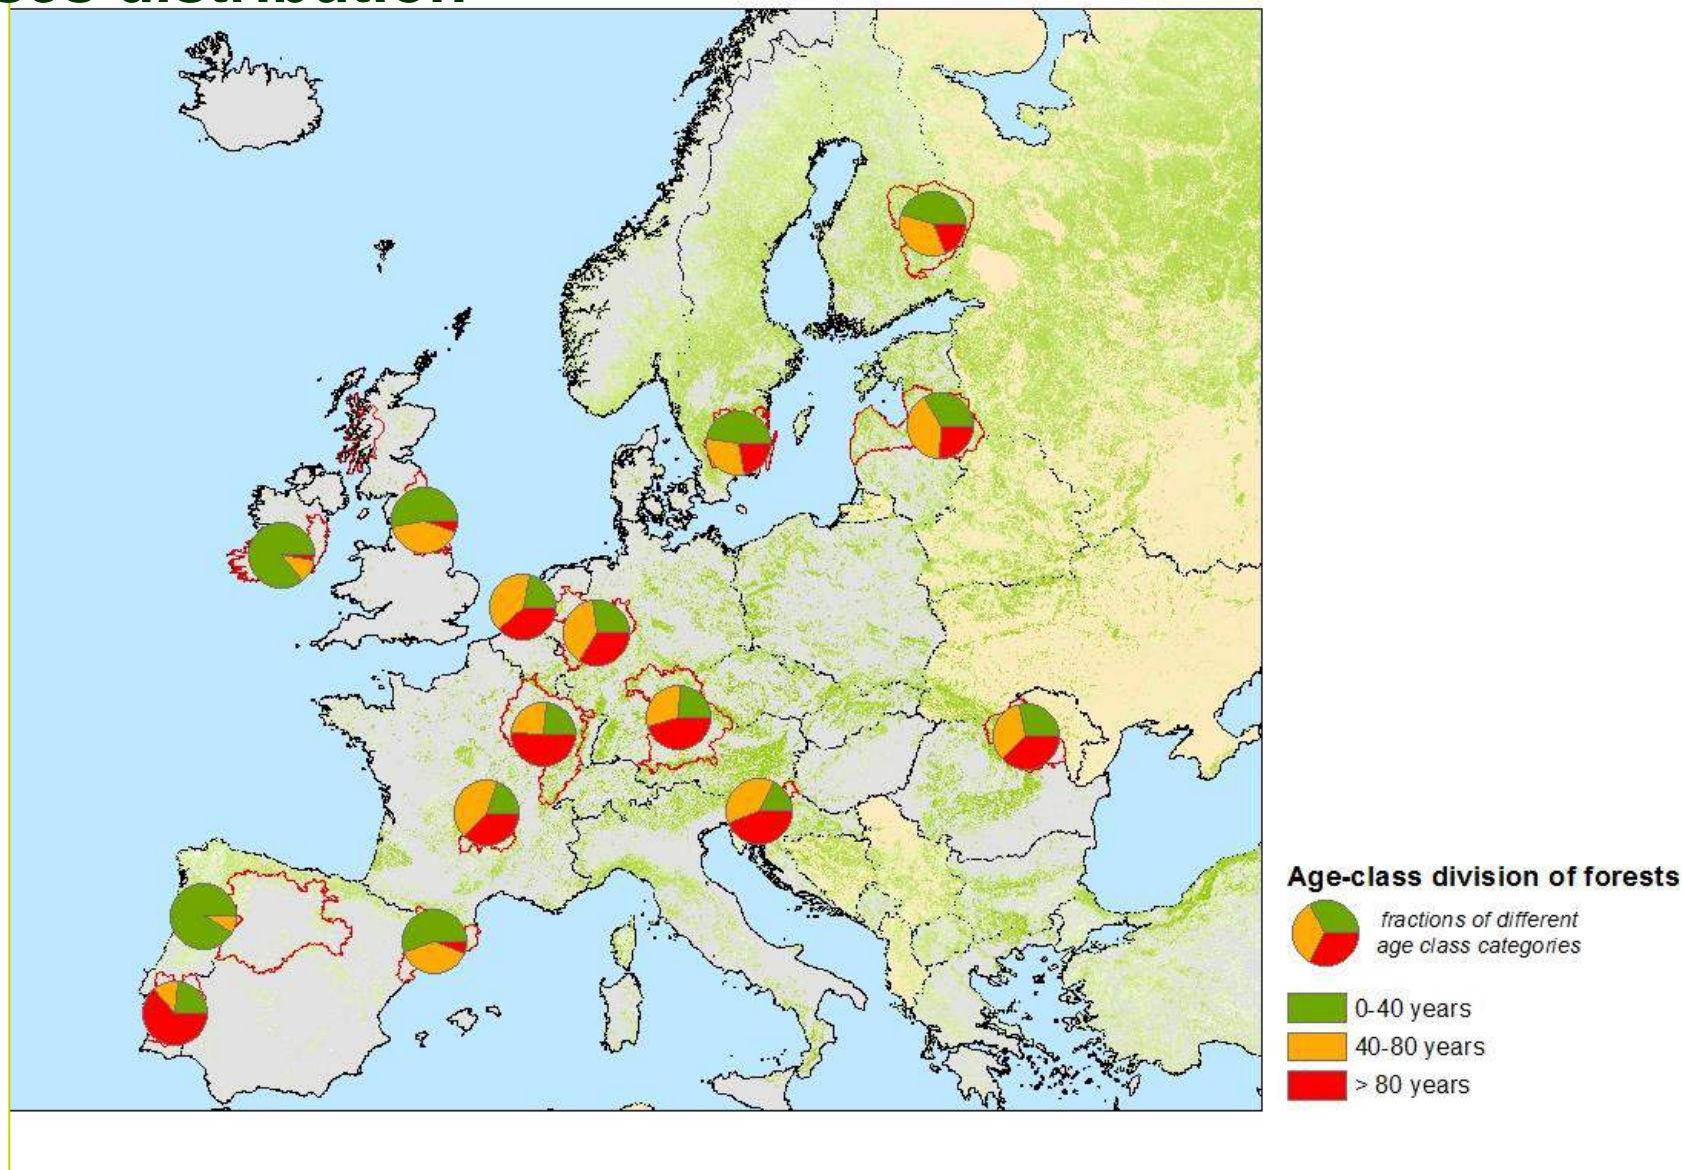 distribution
Age-class division of forests
fractions of different
age class categories
0-40 years
40-80 years
> 80 years